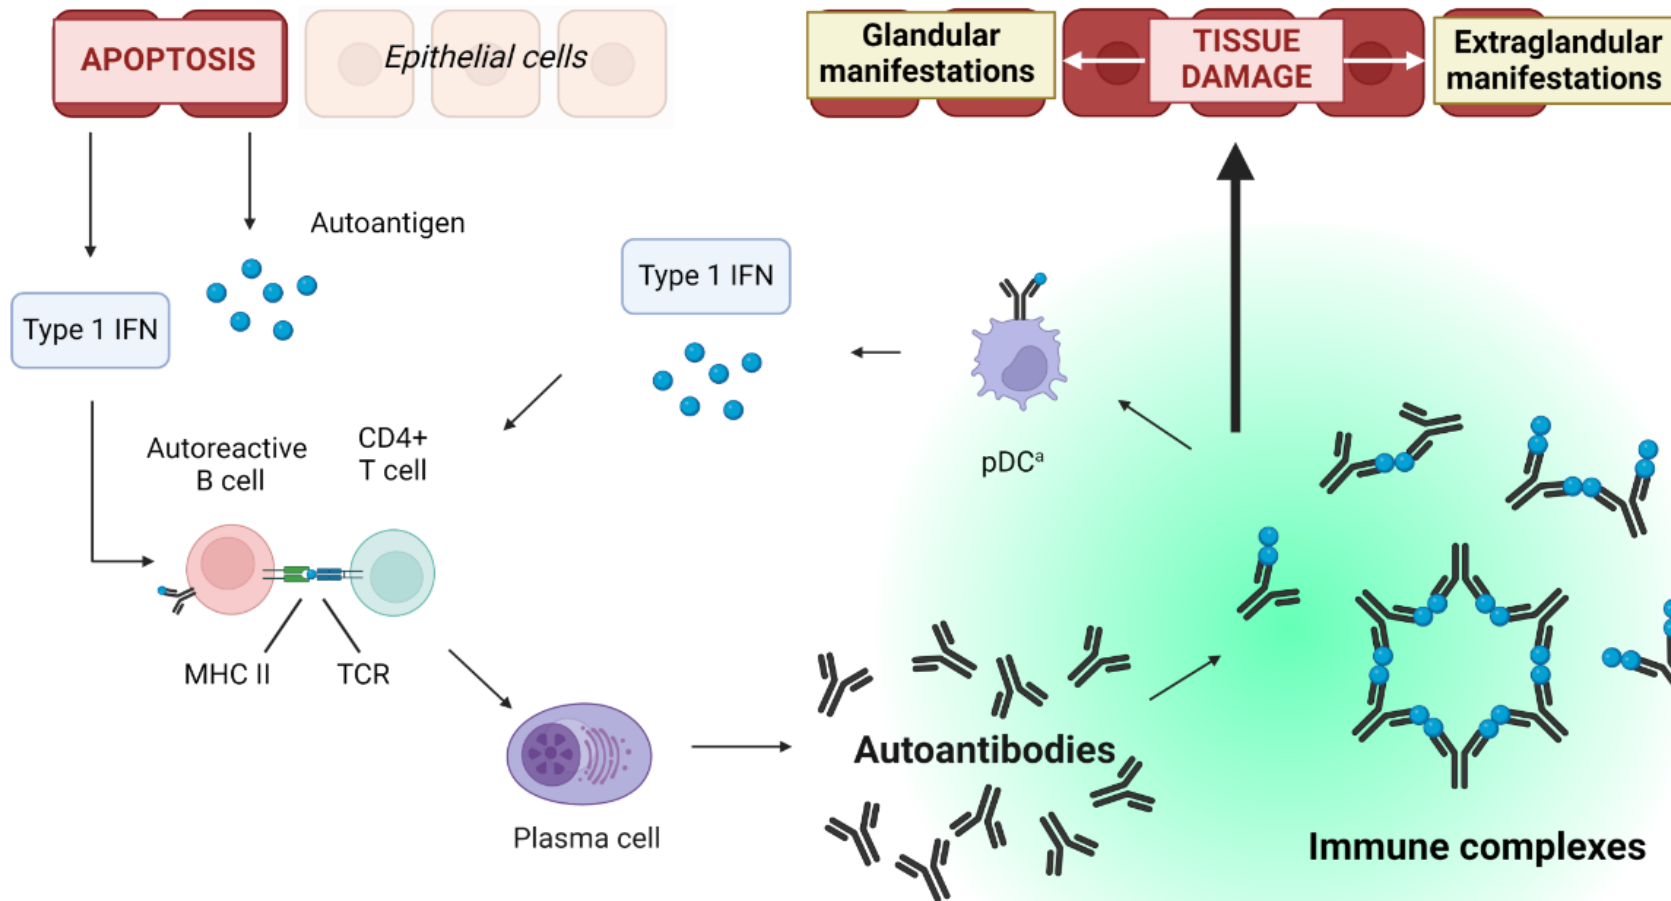 APOPTOSIS
Epithelial cells
Glandular
manifestations
TISSUE
DAMAGE
Extraglandular
manifestations
Autoantigen
Type 1 IFN
Type 1 IFN
Autoreactive
B cell
CD4+
T cell
pDCᵃ
MHC II
TCR
Autoantibodies
Plasma cell
Immune complexes